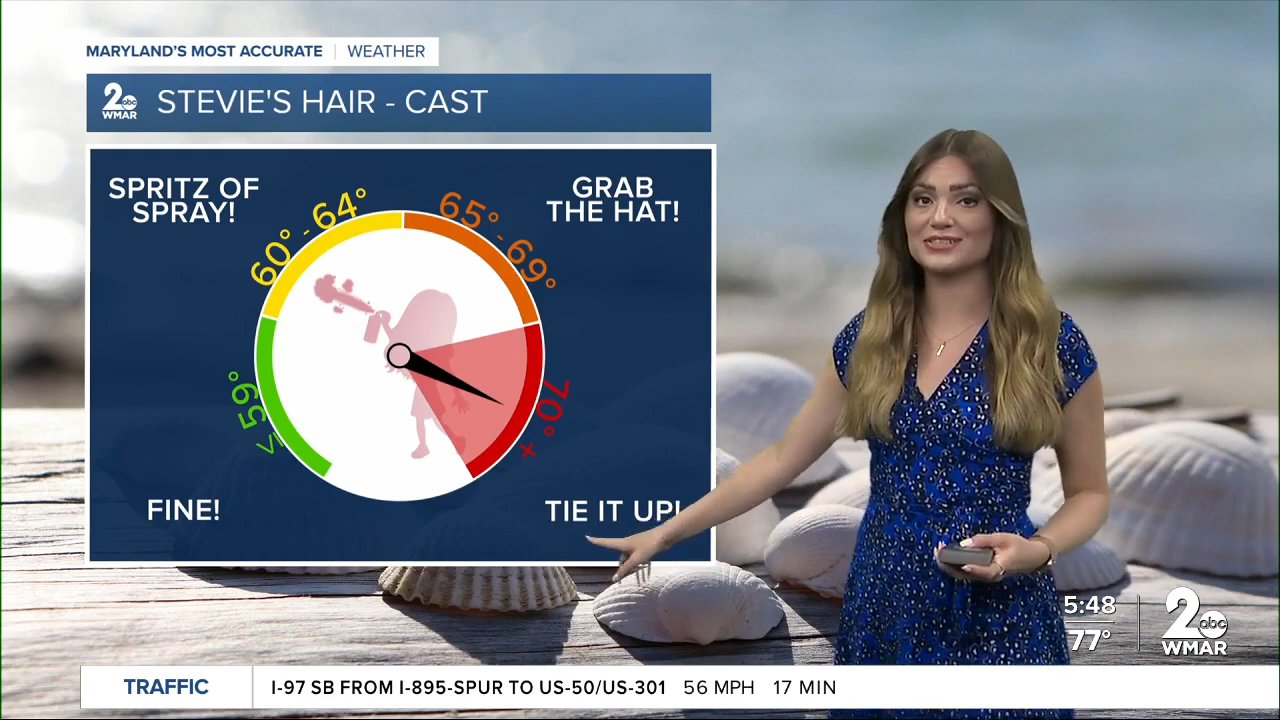 MARYLAND'S MOST ACCURATE | WEATHER
2 abc
WMAR
STEVIE'S HAIR - CAST
SPRITZ OF
SPRAY!
GRAB
THE HAT!
60° - 64°
65° - 69°
≤ 59°
70° +
FINE!
TIE IT UP!
5:48
77°
2 abc
WMAR
TRAFFIC
I-97 SB FROM I-895-SPUR TO US-50/US-301 56 MPH 17 MIN